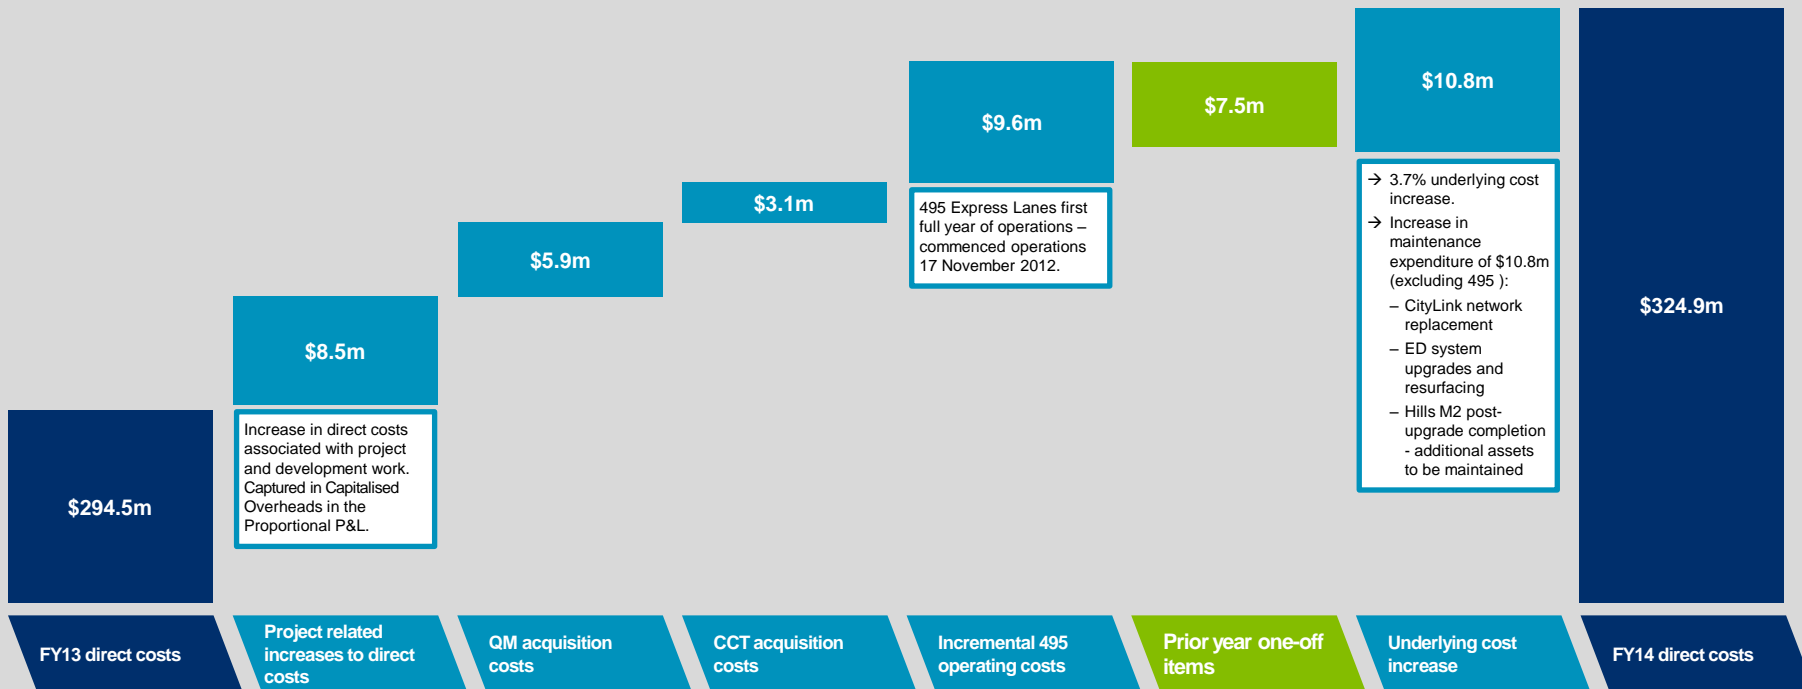 $294.5m
$8.5m
Increase in direct costs
associated with project
and development work.
Captured in Capitalised
Overheads in the
Proportional P&L.
$5.9m
$3.1m
$9.6m
495 Express Lanes first
full year of operations –
commenced operations
17 November 2012.
$7.5m
$10.8m
→ 3.7% underlying cost
increase.
→ Increase in
maintenance
expenditure of $10.8m
(excluding 495 ):
– CityLink network
replacement
– ED system
upgrades and
resurfacing
– Hills M2 post-
upgrade completion
- additional assets
to be maintained
$324.9m
FY13 direct costs
Project related
increases to direct
costs
QM acquisition
costs
CCT acquisition
costs
Incremental 495
operating costs
Prior year one-off
items
Underlying cost
increase
FY14 direct costs